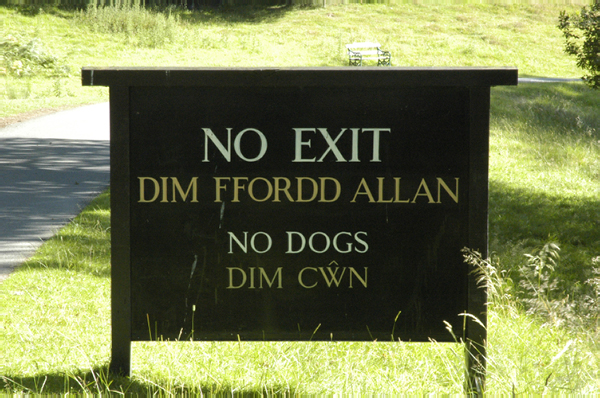 NO EXIT
DIM FFORDD ALLAN
NO DOGS
DIM CŴN